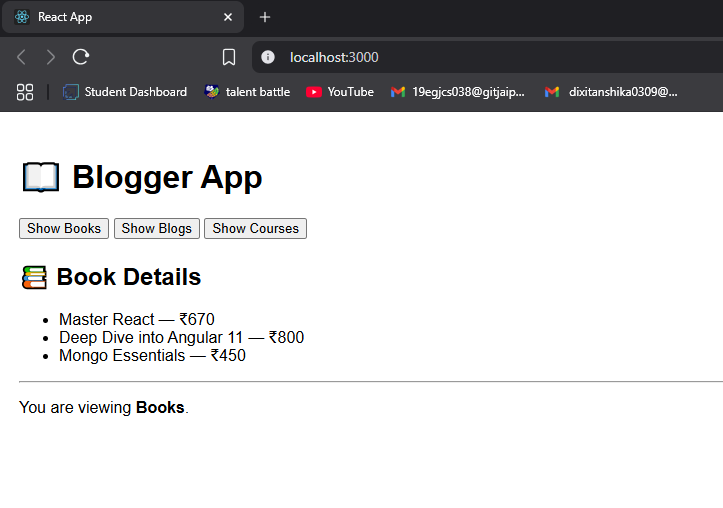 React App
localhost:3000
Student Dashboard talent battle YouTube 19egjcs038@gitjaip... dixitanshika0309@...
Blogger App
Show Books Show Blogs Show Courses
Book Details
• Master React — ₹670
• Deep Dive into Angular 11 — ₹800
• Mongo Essentials — ₹450
You are viewing Books.